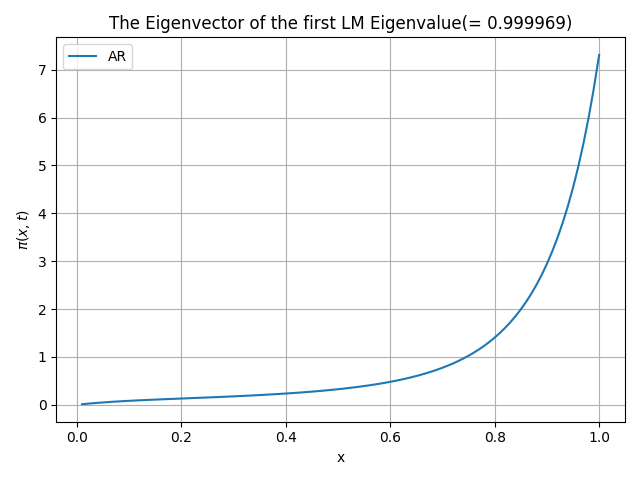 The Eigenvector of the first LM Eigenvalue(= 0.999969)
AR
7
6
5
4
3
2
1
0
π(x, t)
0.0 0.2 0.4 0.6 0.8 1.0
x